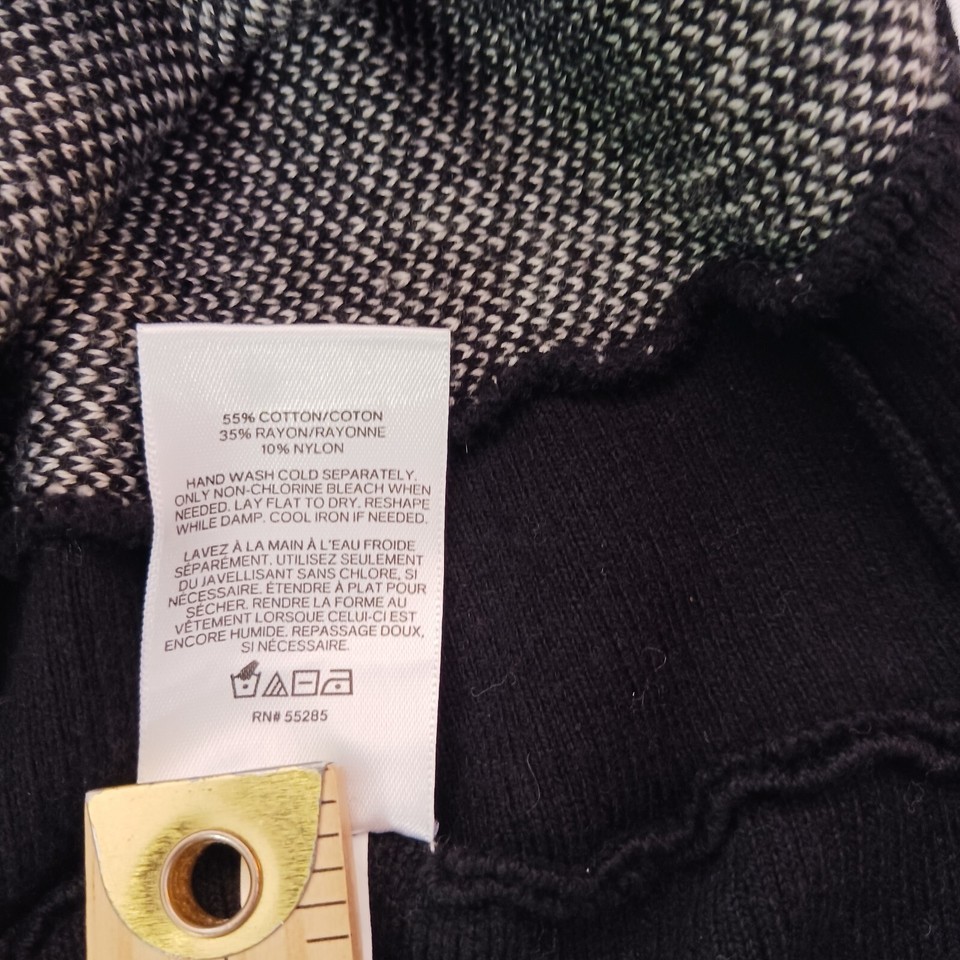 55% COTTON/COTON
35% RAYON/RAYONNE
10% NYLON
HAND WASH COLD SEPARATELY.
ONLY NON-CHLORINE BLEACH WHEN
NEEDED. LAY FLAT TO DRY. RESHAPE
WHILE DAMP. COOL IRON IF NEEDED.
LAVEZ À LA MAIN À L'EAU FROIDE
SÉPARÉMENT. UTILISEZ SEULEMENT
DU JAVELLISANT SANS CHLORE, SI
NÉCESSAIRE. ÉTENDRE À PLAT POUR
SÉCHER. RENDRE LA FORME AU
VÊTEMENT LORSQUE CELUI-CI EST
ENCORE HUMIDE. REPASSAGE DOUX,
SI NÉCESSAIRE.
RN# 55285